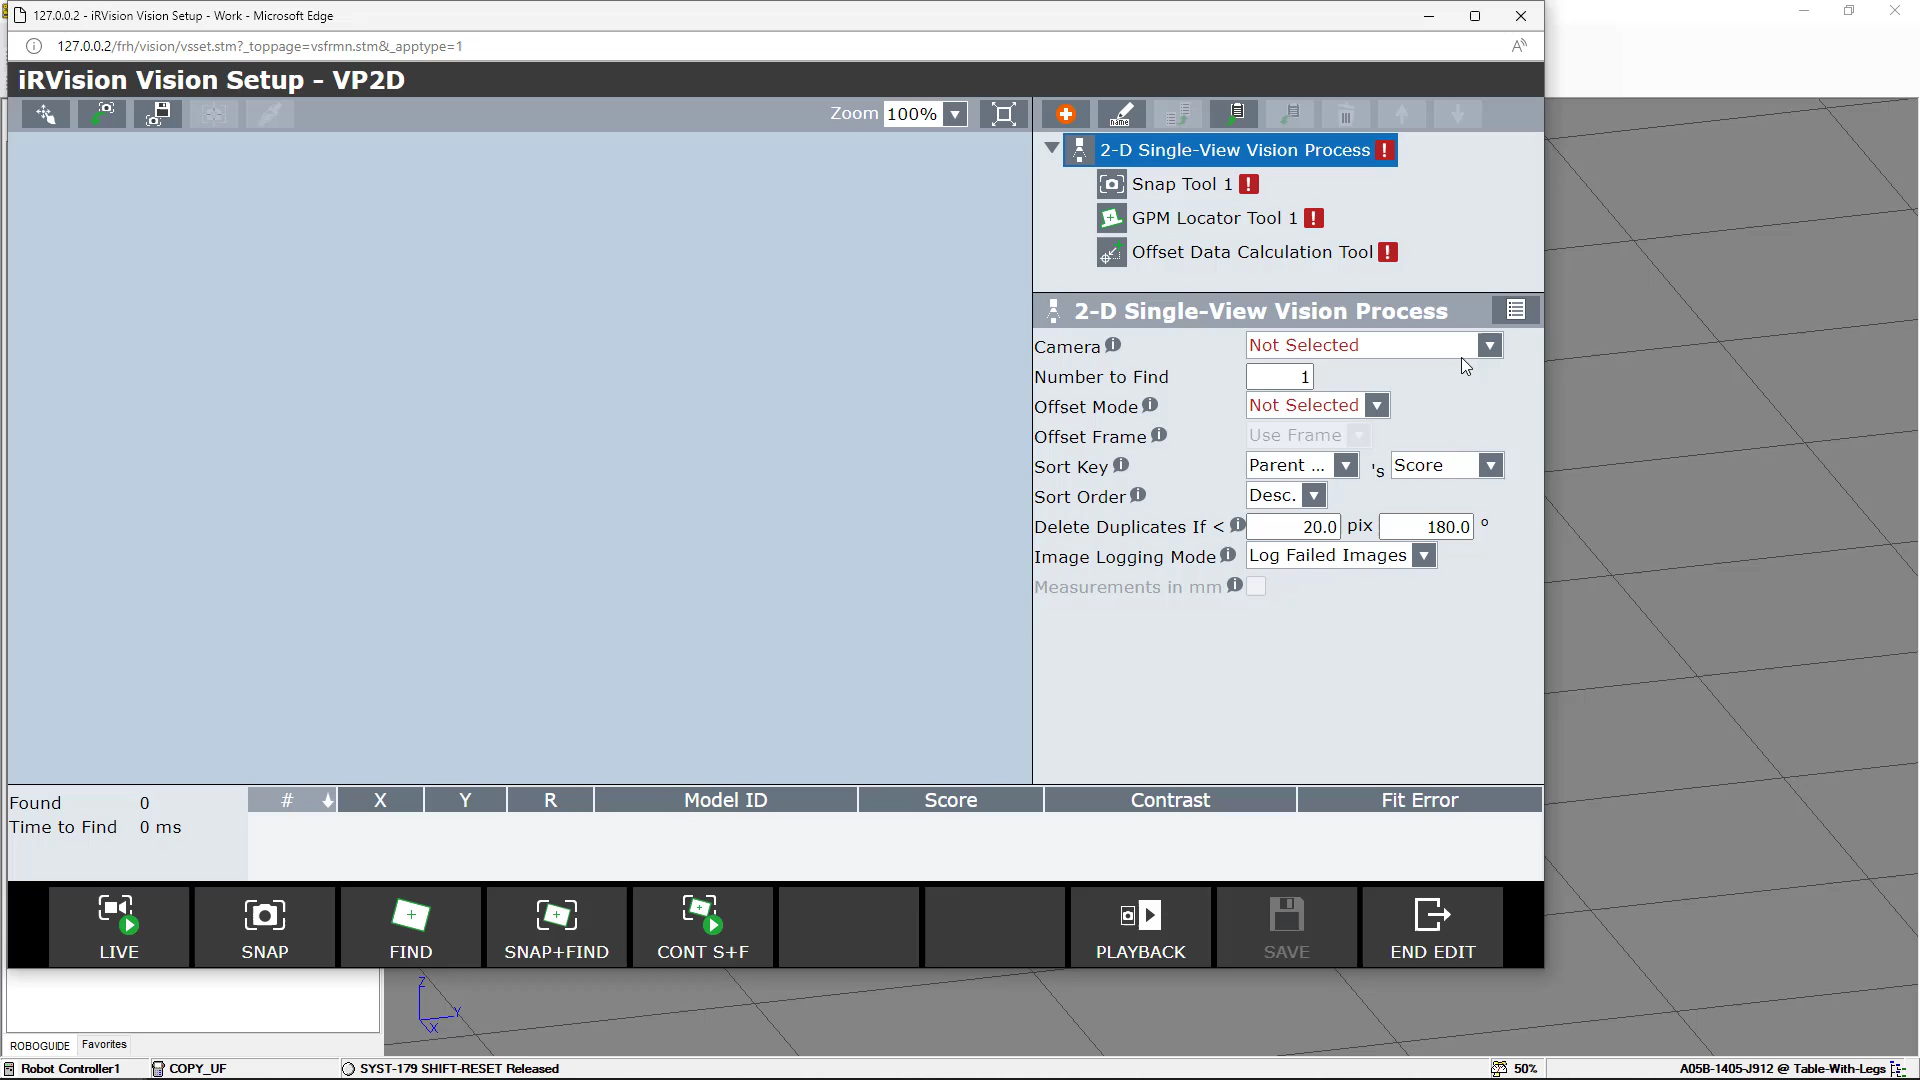 127.0.0.2 - iRVision Vision Setup - Work - Microsoft Edge
127.0.0.2/frh/vision/vsset.stm?_toppage=vsfrmn.stm&_apptype=1
iRVision Vision Setup - VP2D
Zoom 100%
name
2-D Single-View Vision Process
Snap Tool 1
GPM Locator Tool 1
Offset Data Calculation Tool
2-D Single-View Vision Process
Camera Not Selected
Number to Find 1
Offset Mode Not Selected
Offset Frame Use Frame
Sort Key Parent ... 's Score
Sort Order Desc.
Delete Duplicates If < 20.0 pix 180.0 °
Image Logging Mode Log Failed Images
Measurements in mm
Found 0
Time to Find 0 ms
# X Y R Model ID Score Contrast Fit Error
LIVE SNAP FIND SNAP+FIND CONT S+F PLAYBACK SAVE END EDIT
Z
Y
X
ROBOGUIDE Favorites
Robot Controller1 COPY_UF SYST-179 SHIFT-RESET Released 50% A05B-1405-J912 @ Table-With-Legs